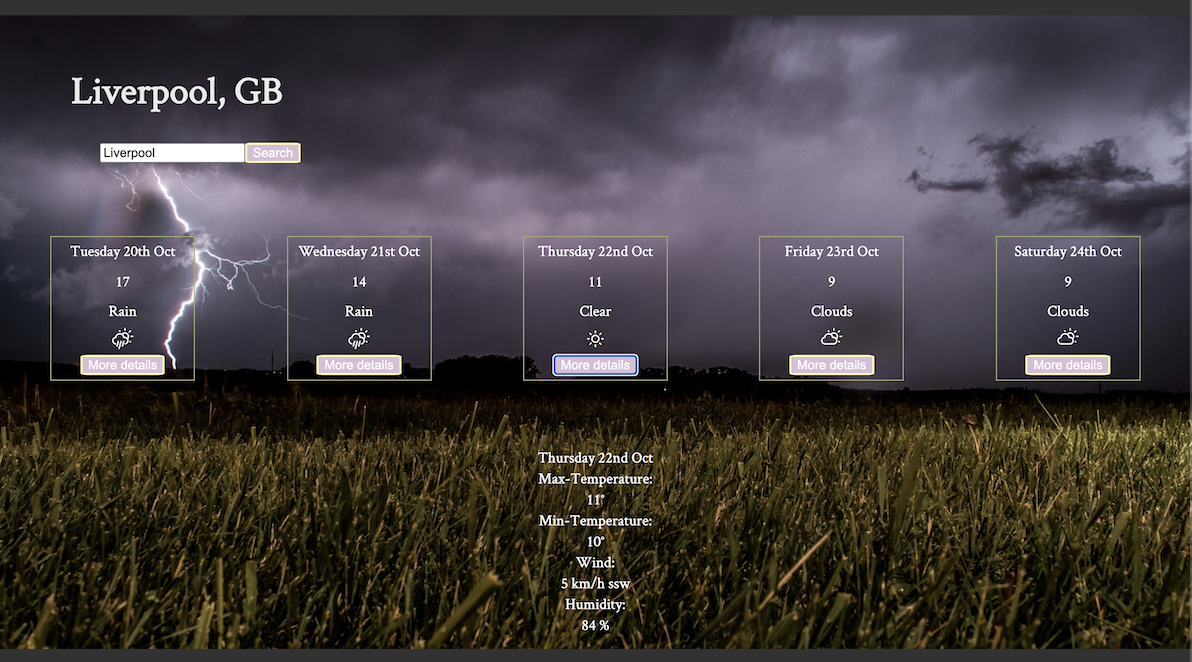 Liverpool, GB
Liverpool Search
Tuesday 20th Oct
17
Rain
More details
Wednesday 21st Oct
14
Rain
More details
Thursday 22nd Oct
11
Clear
More details
Friday 23rd Oct
9
Clouds
More details
Saturday 24th Oct
9
Clouds
More details
Thursday 22nd Oct
Max-Temperature:
11°
Min-Temperature:
10°
Wind:
5 km/h ssw
Humidity:
84 %